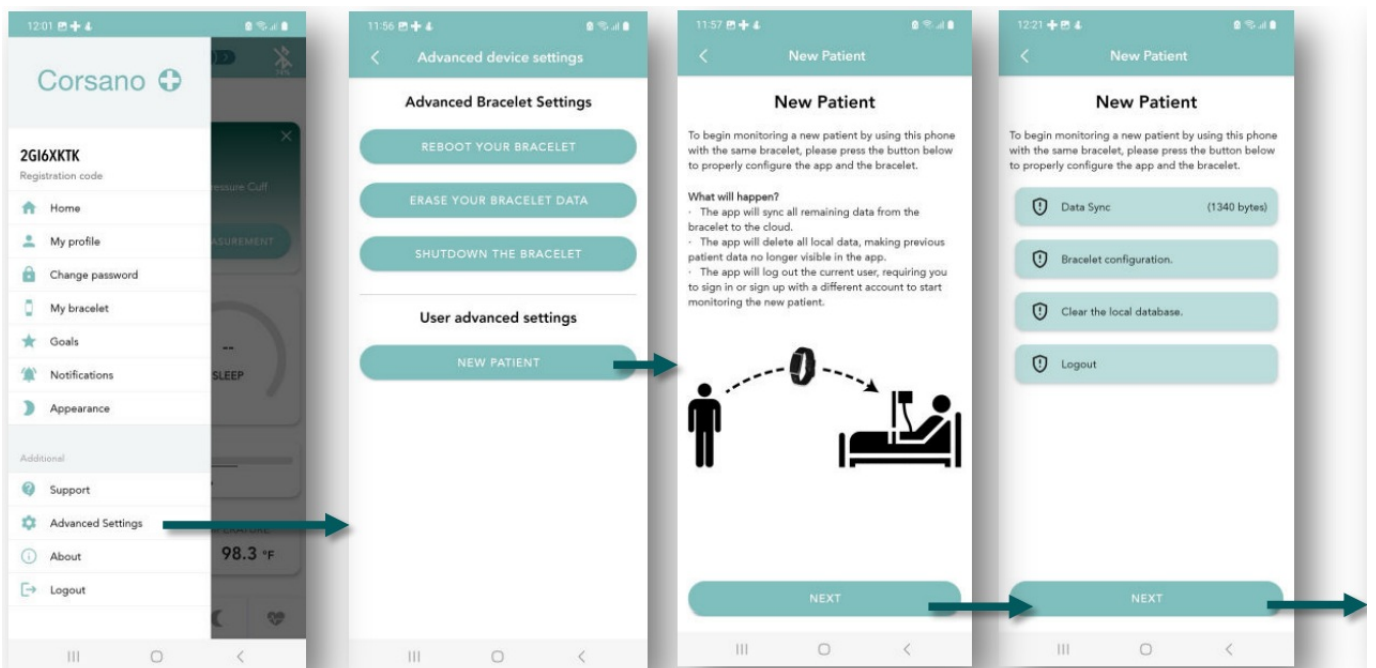 12:01
Corsano
2GI6XKTK
Registration code
Home
My profile
Change password
My bracelet
Goals
Notifications
Appearance
Additional
Support
Advanced Settings
About
Logout
74%
ressure Cuff
ASUREMENT
--
SLEEP
98.3 °F
11:56
Advanced device settings
Advanced Bracelet Settings
REBOOT YOUR BRACELET
ERASE YOUR BRACELET DATA
SHUTDOWN THE BRACELET
User advanced settings
NEW PATIENT
11:57
New Patient
New Patient
To begin monitoring a new patient by using this phone
with the same bracelet, please press the button below
to properly configure the app and the bracelet.
What will happen?
· The app will sync all remaining data from the
bracelet to the cloud.
· The app will delete all local data, making previous
patient data no longer visible in the app.
· The app will log out the current user, requiring you
to sign in or sign up with a different account to start
monitoring the new patient.
NEXT
12:21
New Patient
New Patient
To begin monitoring a new patient by using this phone
with the same bracelet, please press the button below
to properly configure the app and the bracelet.
Data Sync (1340 bytes)
Bracelet configuration.
Clear the local database.
Logout
NEXT